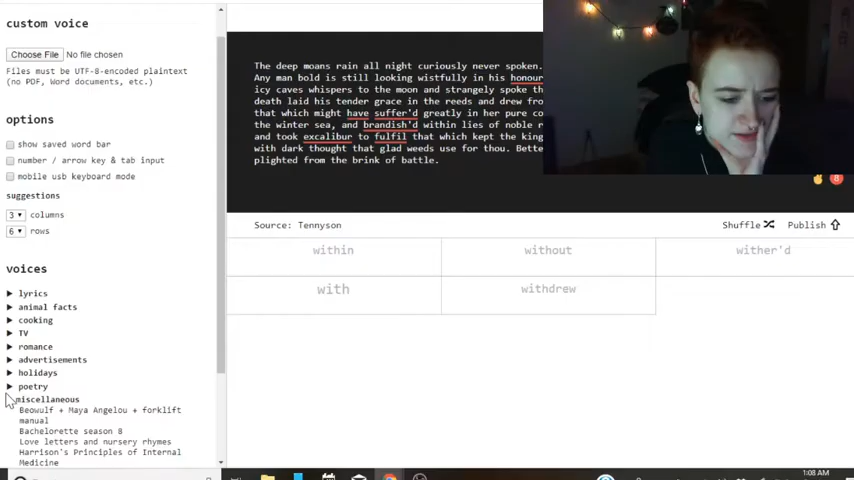 custom voice
Choose File No file chosen
Files must be UTF-8-encoded plaintext
(no PDF, Word documents, etc.)
options
show saved word bar
number / arrow key & tab input
mobile usb keyboard mode
suggestions
3 columns
6 rows
voices
lyrics
animal facts
cooking
TV
romance
advertisements
holidays
poetry
miscellaneous
Beowulf + Maya Angelou + forklift
manual
Bachelorette season 8
Love letters and nursery rhymes
Harrison's Principles of Internal
Medicine
The deep moans rain all night curiously never spoken.
Any man bold is still looking wistfully in his honour
icy caves whispers to the moon and strangely spoke
death laid his tender grace in the reeds and drew
that which might have suffer'd greatly in her pure
the winter sea, and brandish'd within lies of noble
and took excalibur to fulfil that which kept the
with dark thought that glad weeds use for thou.
plighted from the brink of battle.
8
Source: Tennyson
Shuffle
Publish
within without wither'd
with withdrew
1:08 AM